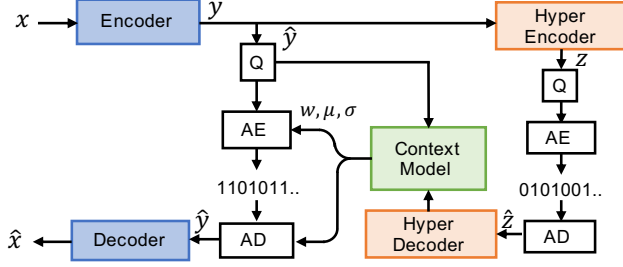 x
Encoder
y
Hyper
Encoder
ŷ
z
Q
Q
w, μ, σ
AE
AE
Context
Model
1101011..
0101001..
x̂
Decoder
ŷ
AD
Hyper
Decoder
ẑ
AD